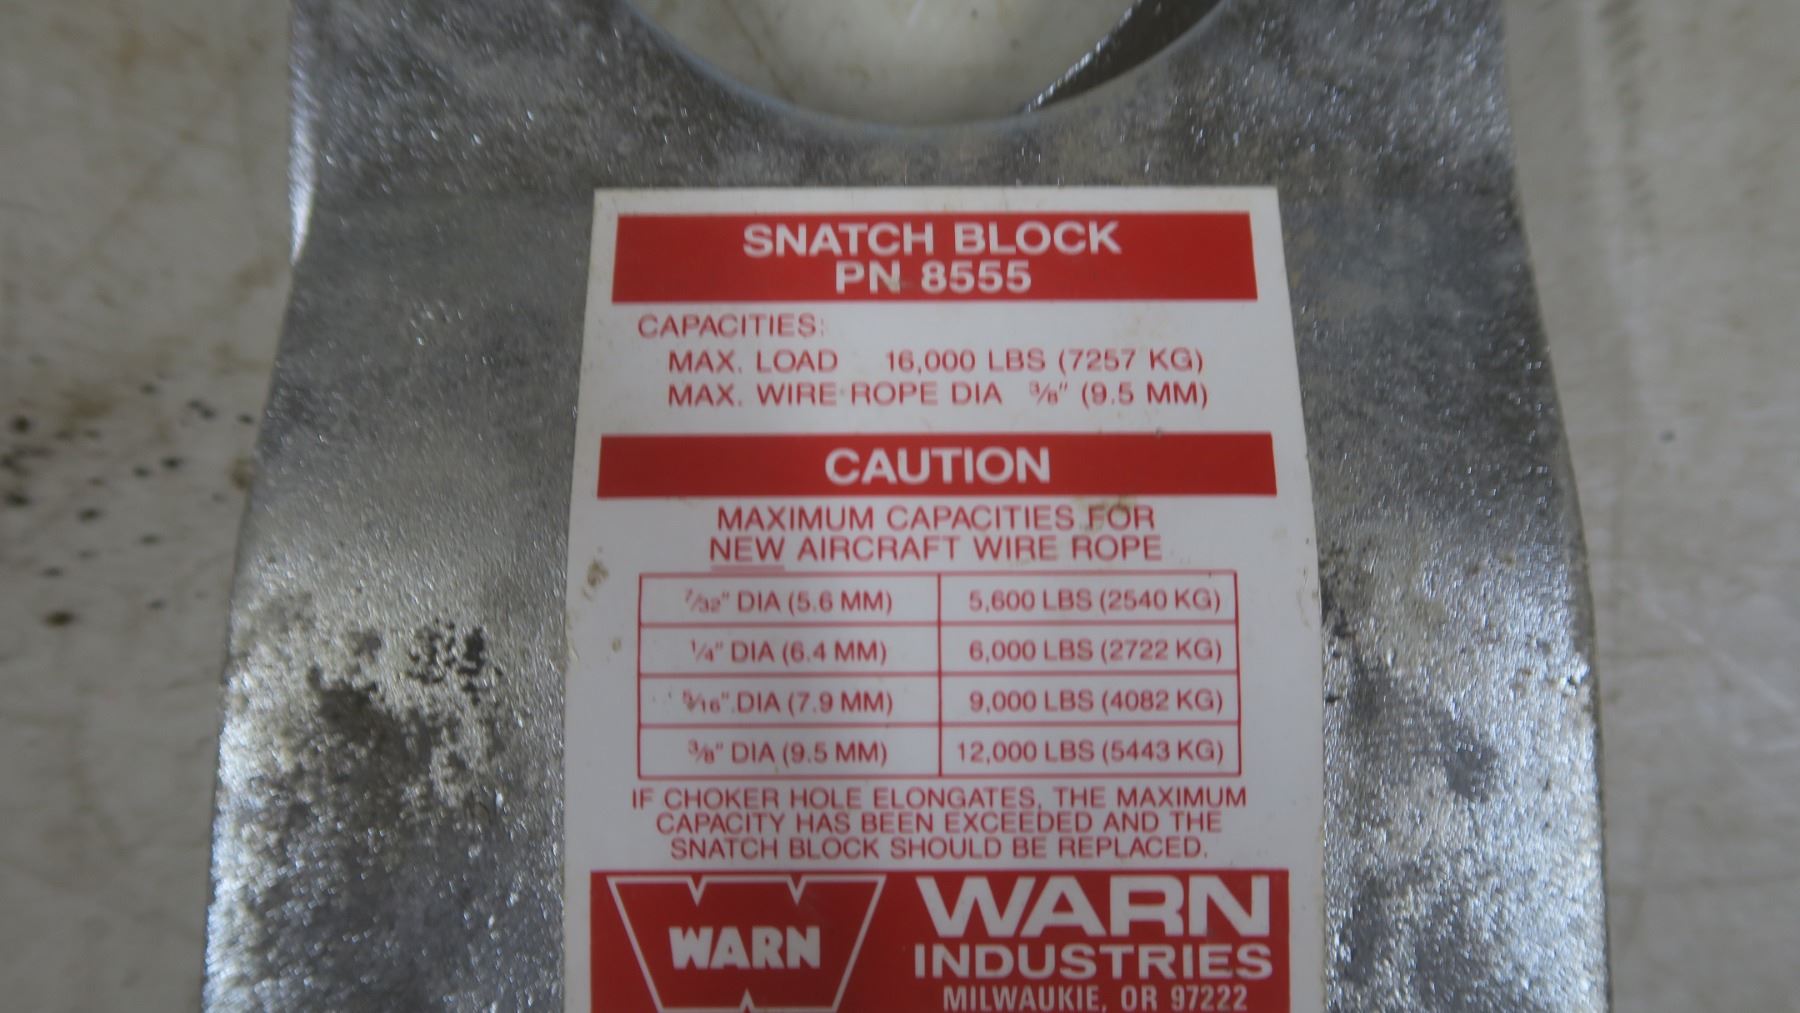 SNATCH BLOCK
PN 8555
CAPACITIES:
MAX. LOAD 16,000 LBS (7257 KG)
MAX. WIRE ROPE DIA 3/8" (9.5 MM)
CAUTION
MAXIMUM CAPACITIES FOR
NEW AIRCRAFT WIRE ROPE
7/32" DIA (5.6 MM) 5,600 LBS (2540 KG)
1/4" DIA (6.4 MM) 6,000 LBS (2722 KG)
5/16" DIA (7.9 MM) 9,000 LBS (4082 KG)
3/8" DIA (9.5 MM) 12,000 LBS (5443 KG)
IF CHOKER HOLE ELONGATES, THE MAXIMUM
CAPACITY HAS BEEN EXCEEDED AND THE
SNATCH BLOCK SHOULD BE REPLACED.
WARN
WARN
INDUSTRIES
MILWAUKIE, OR 97222